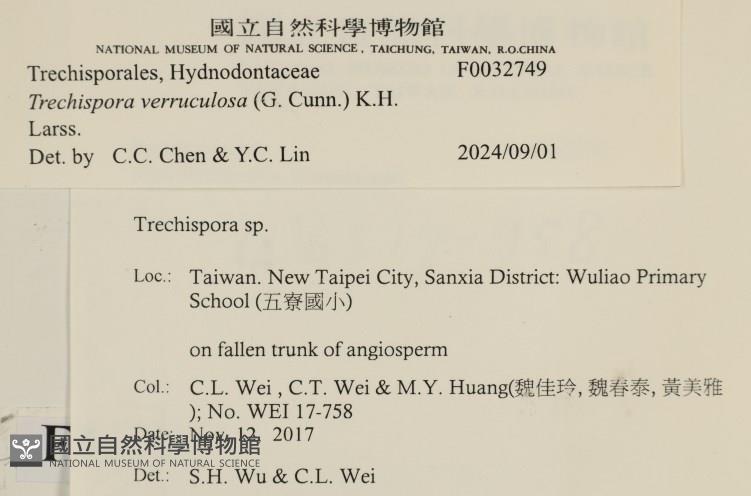 國立自然科學博物館
NATIONAL MUSEUM OF NATURAL SCIENCE, TAICHUNG, TAIWAN, R.O.CHINA
Trechisporales, Hydnodontaceae F0032749
Trechispora verruculosa (G. Cunn.) K.H.
Larss.
Det. by C.C. Chen & Y.C. Lin 2024/09/01
Trechispora sp.
Loc.: Taiwan. New Taipei City, Sanxia District: Wuliao Primary
School (五寮國小)
on fallen trunk of angiosperm
Col.: C.L. Wei , C.T. Wei & M.Y. Huang(魏佳玲, 魏春泰, 黃美雅
); No. WEI 17-758
Date: Nov. 12, 2017
國立自然科學博物館
NATIONAL MUSEUM OF NATURAL SCIENCE
Det.: S.H. Wu & C.L. Wei